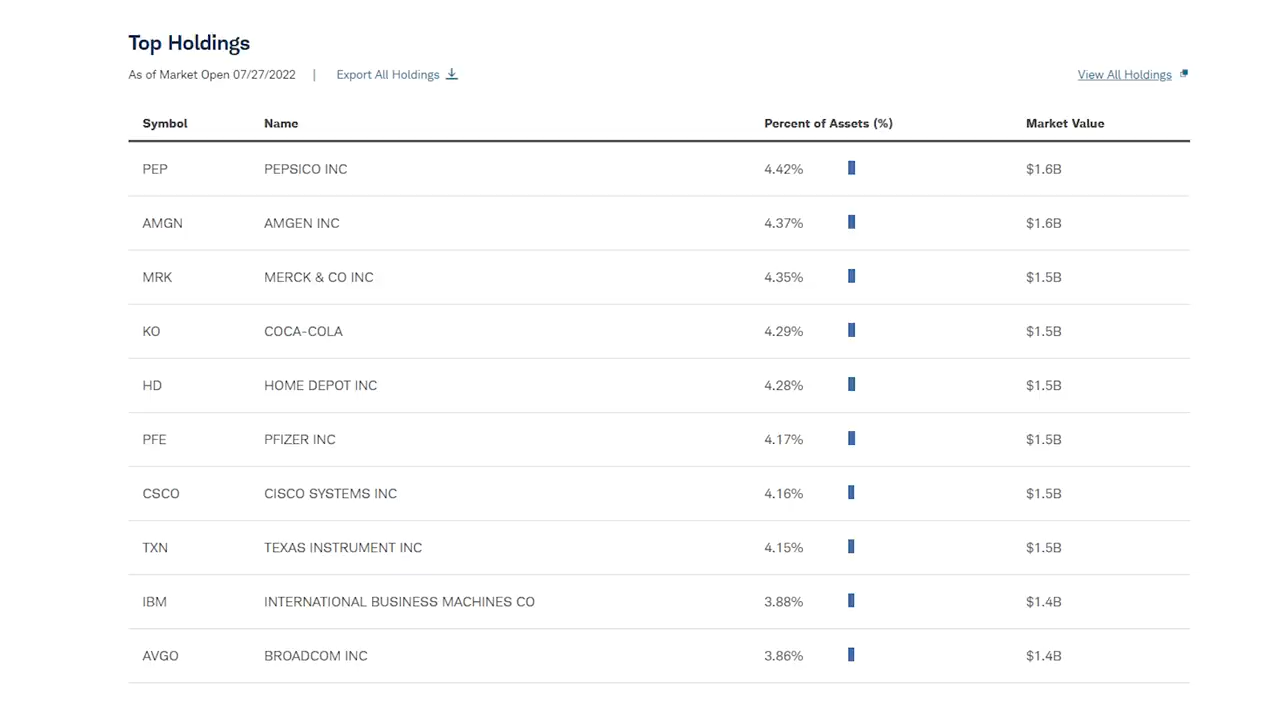 Top Holdings
As of Market Open 07/27/2022 | Export All Holdings View All Holdings
Symbol Name Percent of Assets (%) Market Value
PEP PEPSICO INC 4.42% $1.6B
AMGN AMGEN INC 4.37% $1.6B
MRK MERCK & CO INC 4.35% $1.5B
KO COCA-COLA 4.29% $1.5B
HD HOME DEPOT INC 4.28% $1.5B
PFE PFIZER INC 4.17% $1.5B
CSCO CISCO SYSTEMS INC 4.16% $1.5B
TXN TEXAS INSTRUMENT INC 4.15% $1.5B
IBM INTERNATIONAL BUSINESS MACHINES CO 3.88% $1.4B
AVGO BROADCOM INC 3.86% $1.4B